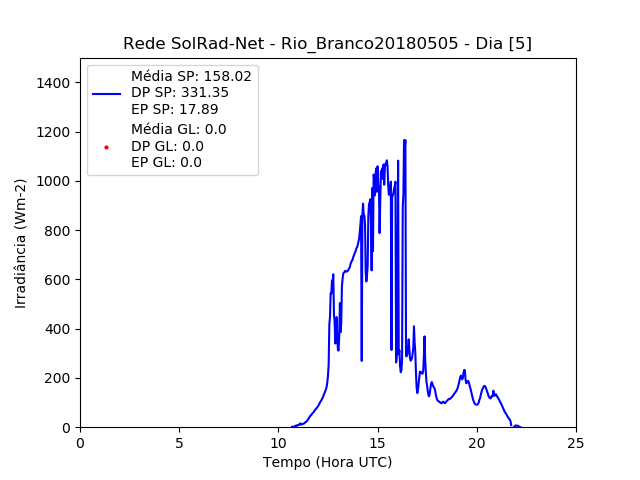 Rede SolRad-Net - Rio_Branco20180505 - Dia [5]
Média SP: 158.02
DP SP: 331.35
EP SP: 17.89
Média GL: 0.0
DP GL: 0.0
EP GL: 0.0
Irradiância (Wm-2)
1400
1200
1000
800
600
400
200
0
0 5 10 15 20 25
Tempo (Hora UTC)